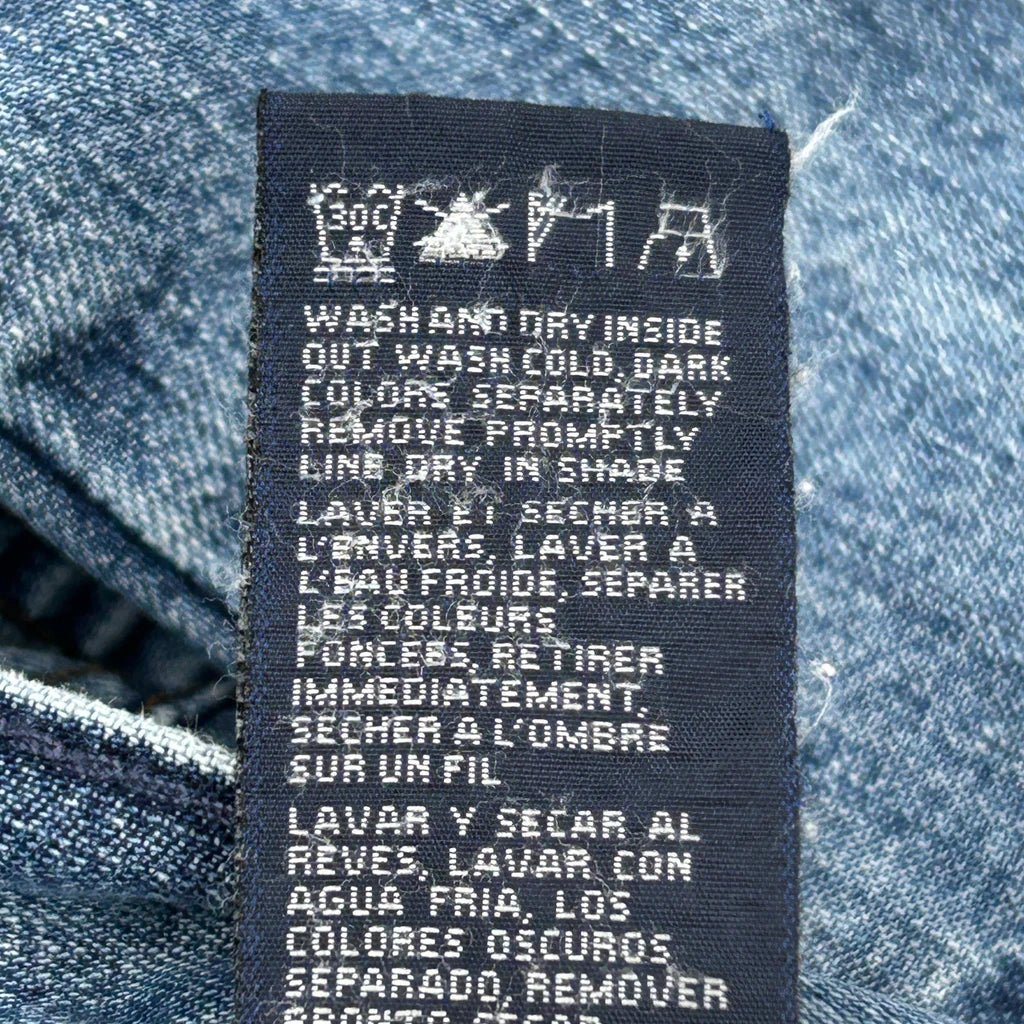 30C
WASH AND DRY INSIDE
OUT WASH COLD, DARK
COLORS SEPARATELY
REMOVE PROMPTLY
LINE DRY IN SHADE
LAVER ET SECHER A
L'ENVERS, LAVER A
L'EAU FROIDE, SEPARER
LES COLEURS
FONCEES, RETIRER
IMMEDIATEMENT,
SECHER A L'OMBRE
SUR UN FIL
LAVAR Y SECAR AL
REVES, LAVAR CON
AGUA FRIA, LOS
COLORES OSCUROS
SEPARADO, REMOVER